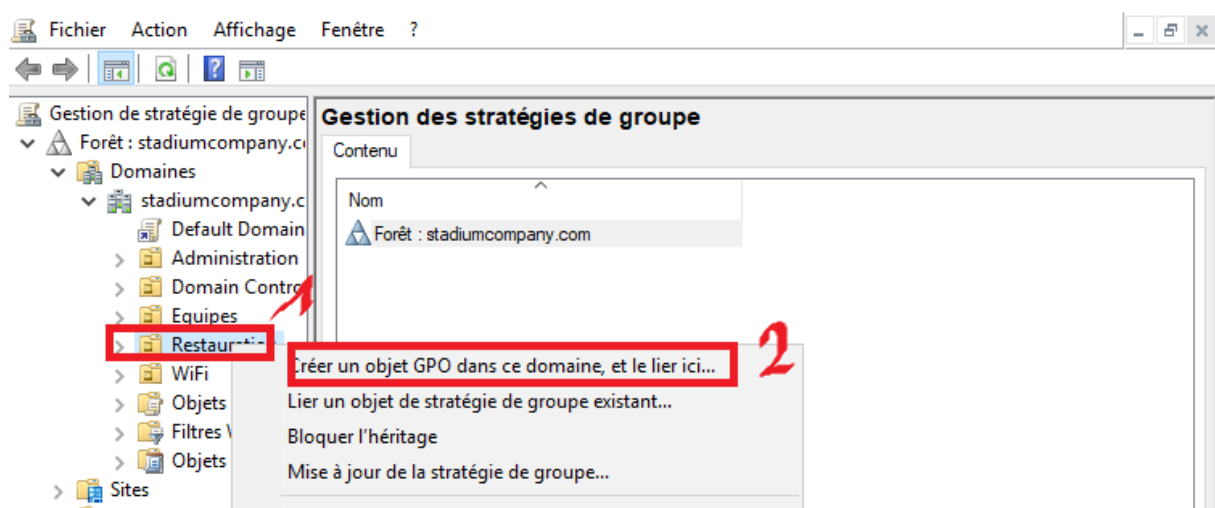 Fichier Action Affichage Fenêtre ?
Gestion de stratégie de groupe
Gestion des stratégies de groupe
Forêt : stadiumcompany.c
Contenu
Domaines
stadiumcompany.c
Nom
Default Domain
Forêt : stadiumcompany.com
Administration
Domain Contro
1
Equipes
Restauration
2
Créer un objet GPO dans ce domaine, et le lier ici...
WiFi
Lier un objet de stratégie de groupe existant...
Objets
Filtres
Bloquer l'héritage
Objets
Mise à jour de la stratégie de groupe...
Sites